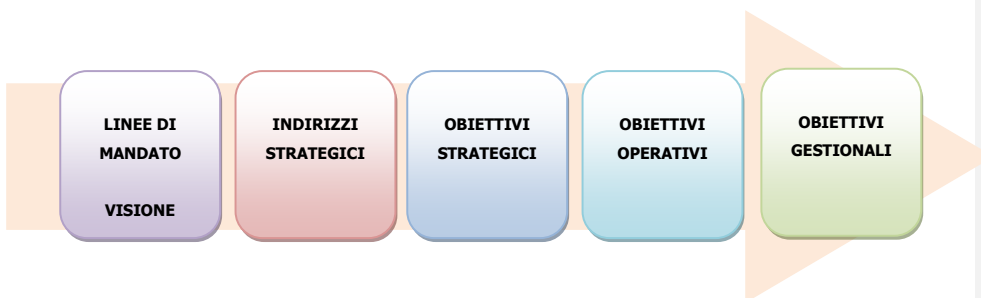 LINEE DI
MANDATO
VISIONE
INDIRIZZI
STRATEGICI
OBIETTIVI
STRATEGICI
OBIETTIVI
OPERATIVI
OBIETTIVI
GESTIONALI